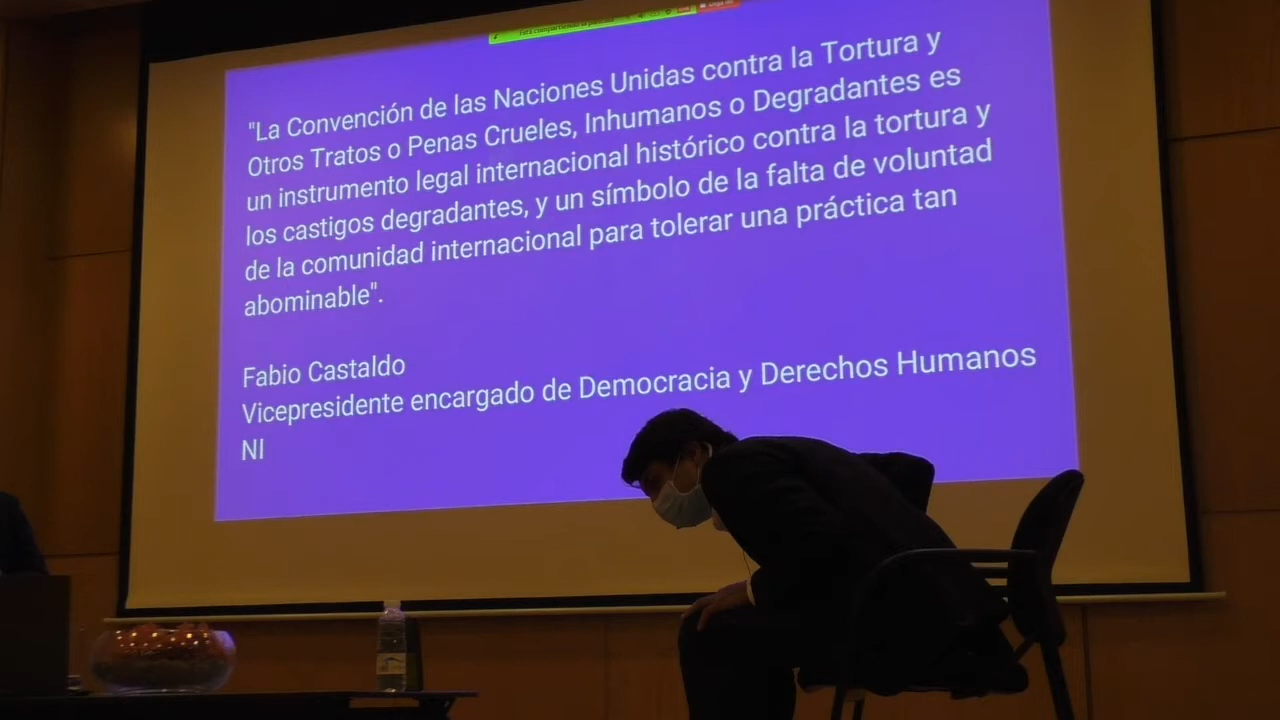 "La Convención de las Naciones Unidas contra la Tortura y
Otros Tratos o Penas Crueles, Inhumanos o Degradantes es
un instrumento legal internacional histórico contra la tortura y
los castigos degradantes, y un símbolo de la falta de voluntad
de la comunidad internacional para tolerar una práctica tan
abominable".
Fabio Castaldo
Vicepresidente encargado de Democracia y Derechos Humanos
NI